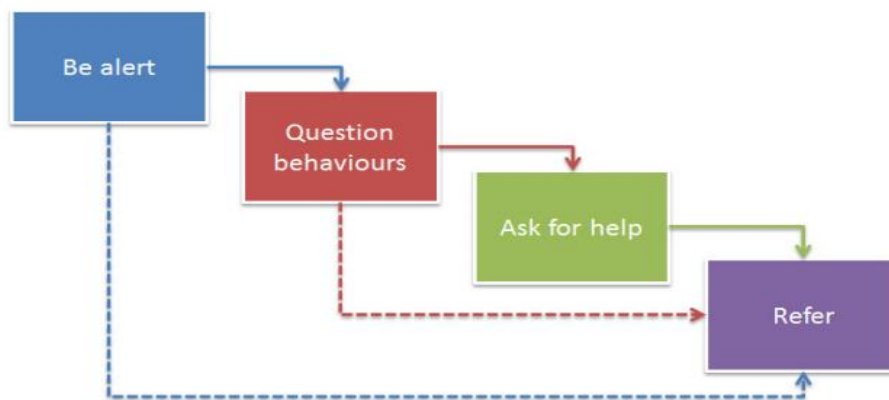 Be alert
Question
behaviours
Ask for help
Refer